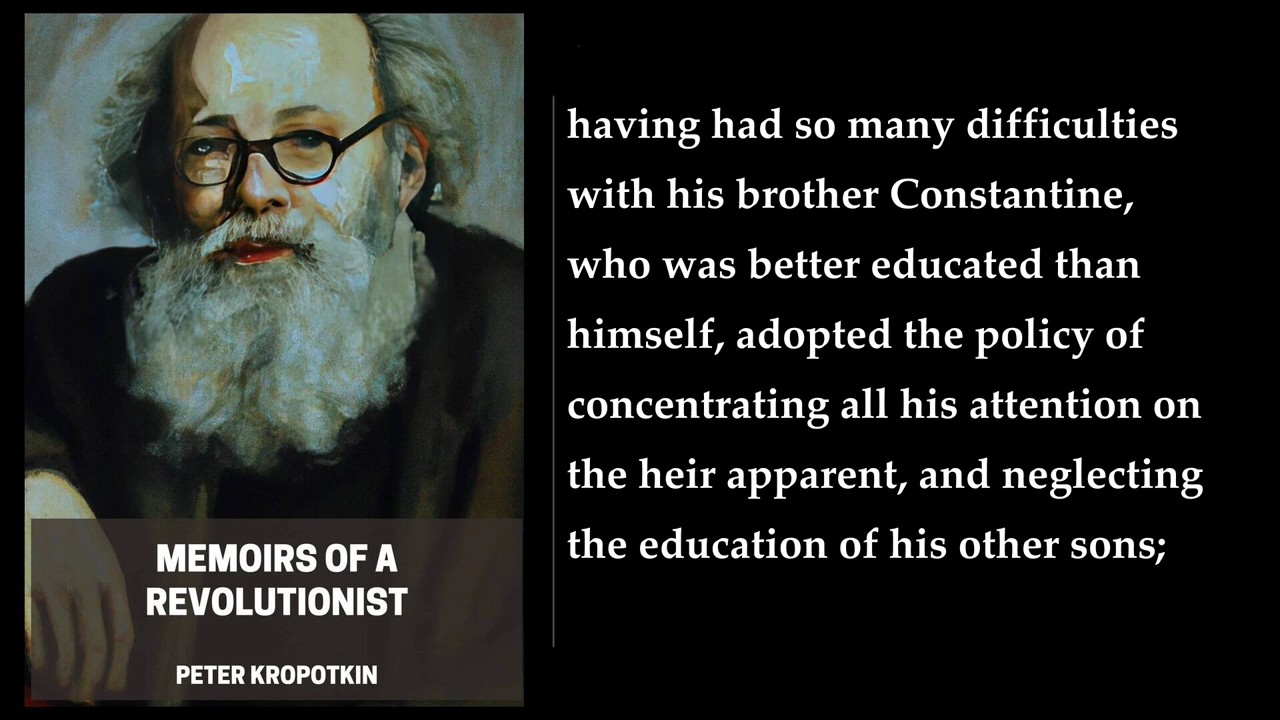 MEMOIRS OF A
REVOLUTIONIST
PETER KROPOTKIN
having had so many difficulties
with his brother Constantine,
who was better educated than
himself, adopted the policy of
concentrating all his attention on
the heir apparent, and neglecting
the education of his other sons;